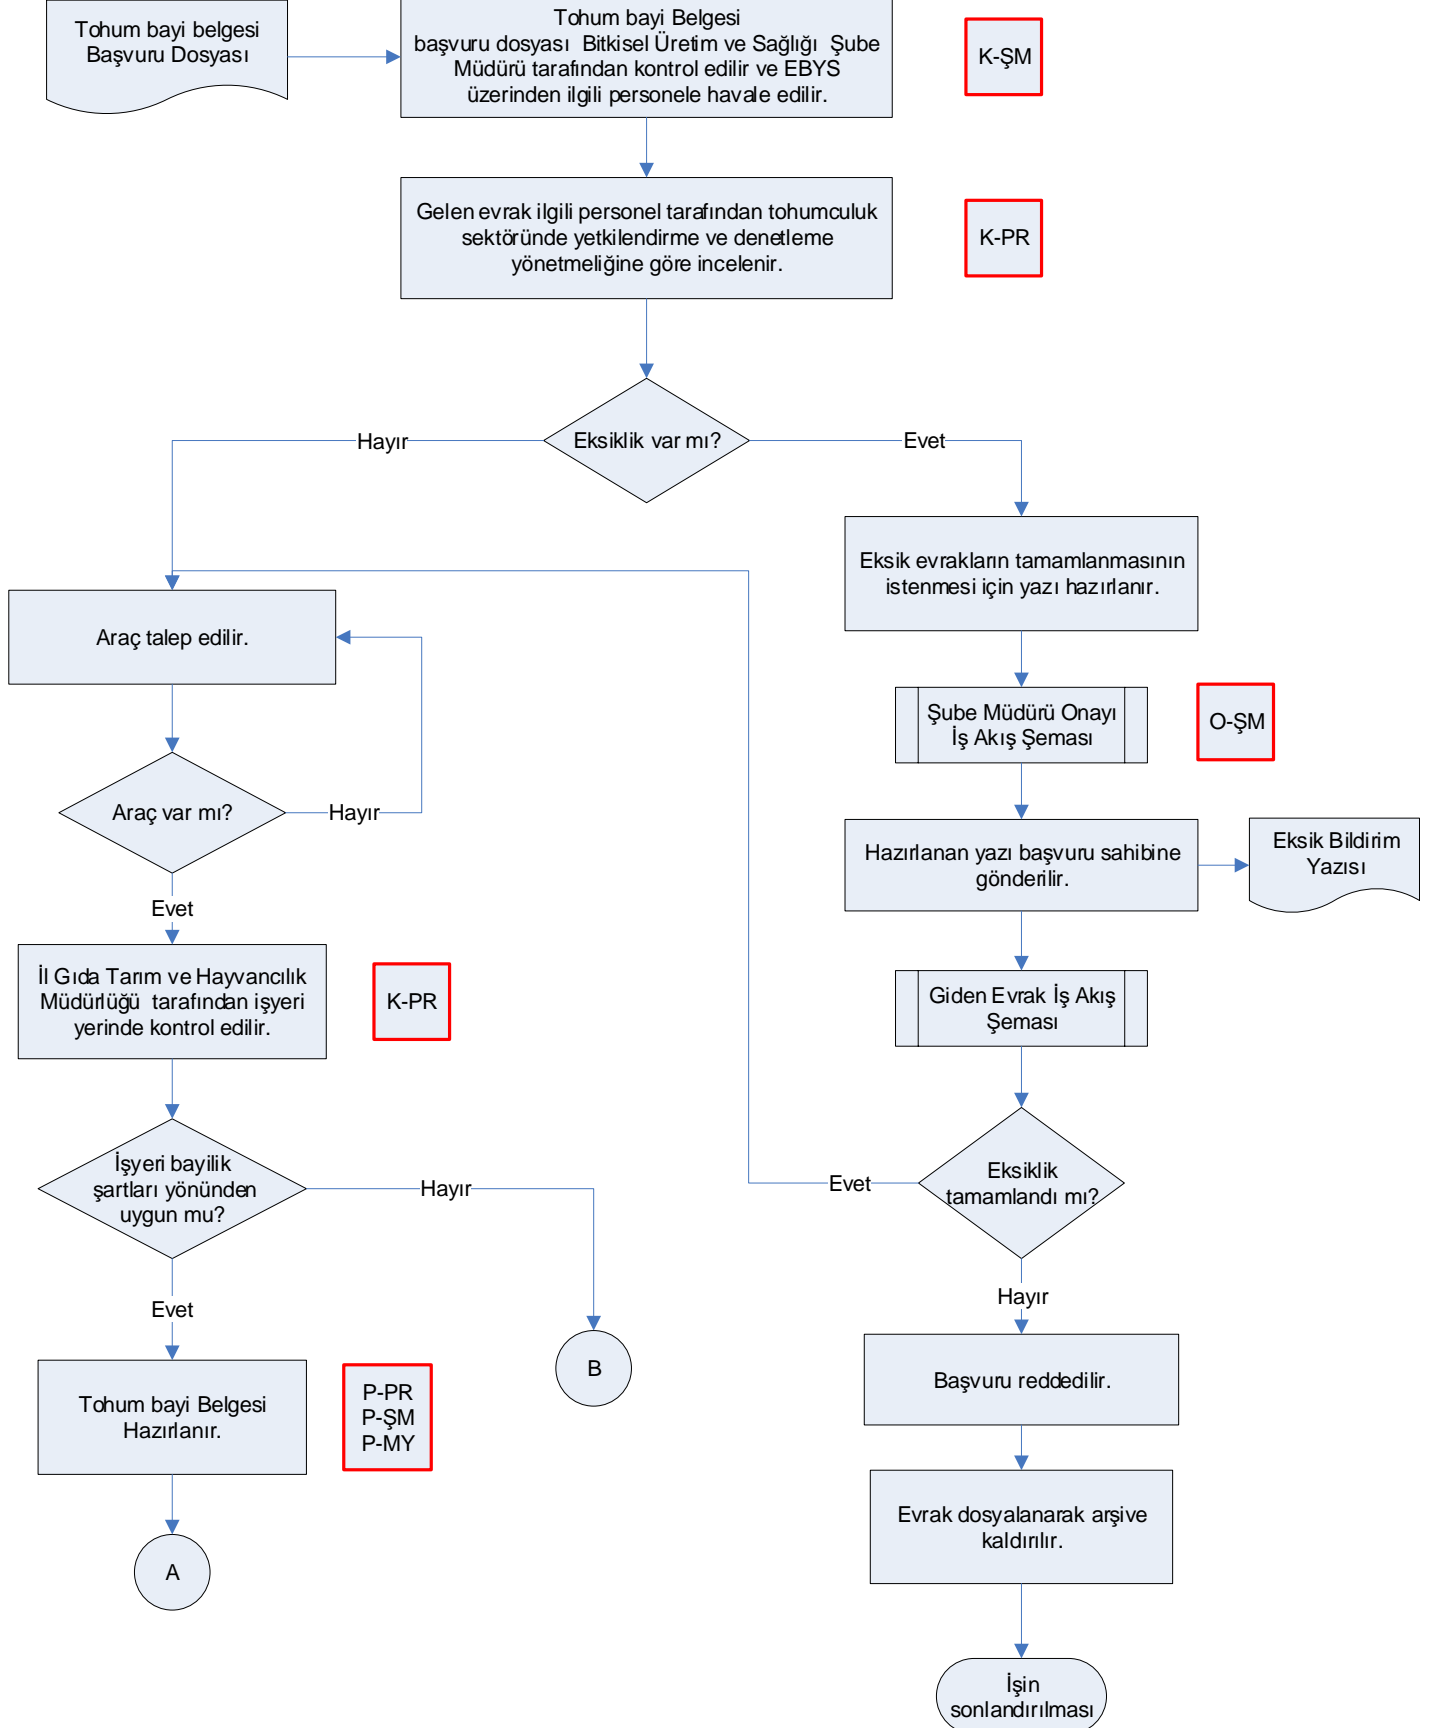 Tohum bayi belgesi
Başvuru Dosyası
Tohum bayi Belgesi
başvuru dosyası Bitkisel Üretim ve Sağlığı Şube
Müdürü tarafından kontrol edilir ve EBYS
üzerinden ilgili personele havale edilir.
K-ŞM
Gelen evrak ilgili personel tarafından tohumculuk
sektöründe yetkilendirme ve denetleme
yönetmeliğine göre incelenir.
K-PR
Eksiklik var mı?
Hayır
Evet
Eksik evrakların tamamlanmasının
istenmesi için yazı hazırlanır.
Araç talep edilir.
Şube Müdürü Onayı
İş Akış Şeması
O-ŞM
Araç var mı?
Hayır
Hazırlanan yazı başvuru sahibine
gönderilir.
Eksik Bildirim
Yazısı
Evet
İl Gıda Tarım ve Hayvancılık
Müdürlüğü tarafından işyeri
yerinde kontrol edilir.
K-PR
Giden Evrak İş Akış
Şeması
İşyeri bayilik
şartları yönünden
uygun mu?
Hayır
Evet
Eksiklik
tamamlandı mı?
Evet
Hayır
B
Başvuru reddedilir.
Tohum bayi Belgesi
Hazırlanır.
P-PR
P-ŞM
P-MY
Evrak dosyalanarak arşive
kaldırılır.
A
İşin
sonlandırılması